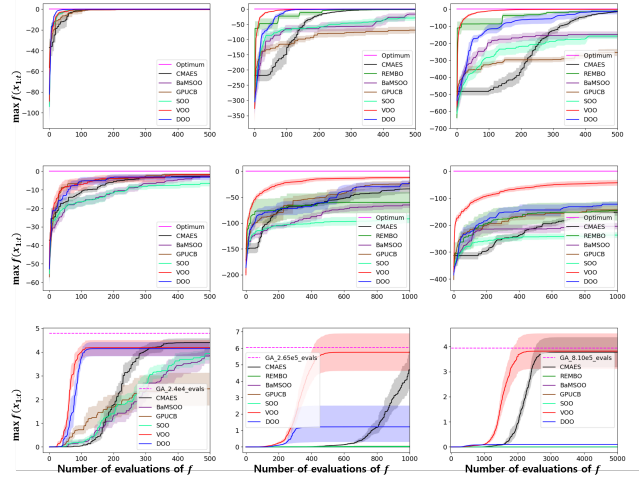 0
−20
−40
−60
−80
−100
max f(x₁:t)
Optimum
CMAES
BaMSOO
GPUCB
SOO
VOO
DOO
0 100 200 300 400 500
0
−50
−100
−150
−200
−250
−300
−350
Optimum
CMAES
REMBO
BaMSOO
GPUCB
SOO
VOO
DOO
0 100 200 300 400 500
0
−100
−200
−300
−400
−500
−600
−700
Optimum
CMAES
REMBO
BaMSOO
GPUCB
SOO
VOO
DOO
0 100 200 300 400 500
0
−10
−20
−30
−40
−50
−60
max f(x₁:t)
Optimum
CMAES
BaMSOO
GPUCB
SOO
VOO
DOO
0 100 200 300 400 500
0
−50
−100
−150
−200
Optimum
CMAES
REMBO
BaMSOO
GPUCB
SOO
VOO
DOO
0 200 400 600 800 1000
0
−100
−200
−300
−400
Optimum
CMAES
REMBO
BaMSOO
GPUCB
SOO
VOO
DOO
0 200 400 600 800 1000
5
4
3
2
1
0
max f(x₁:t)
GA_2.4e4_evals
CMAES
BaMSOO
GPUCB
SOO
VOO
DOO
0 100 200 300 400 500
Number of evaluations of f
7
6
5
4
3
2
1
0
GA_2.65e5_evals
CMAES
REMBO
BaMSOO
GPUCB
SOO
VOO
DOO
0 200 400 600 800 1000
Number of evaluations of f
4
3
2
1
0
GA_8.10e5_evals
CMAES
REMBO
BaMSOO
GPUCB
SOO
VOO
DOO
0 1000 2000 3000 4000 5000
Number of evaluations of f